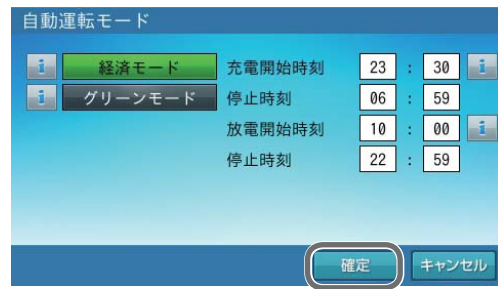 自動運転モード
i 経済モード 充電開始時刻 23 : 30 i
i グリーンモード 停止時刻 06 : 59
放電開始時刻 10 : 00 i
停止時刻 22 : 59
確定 キャンセル